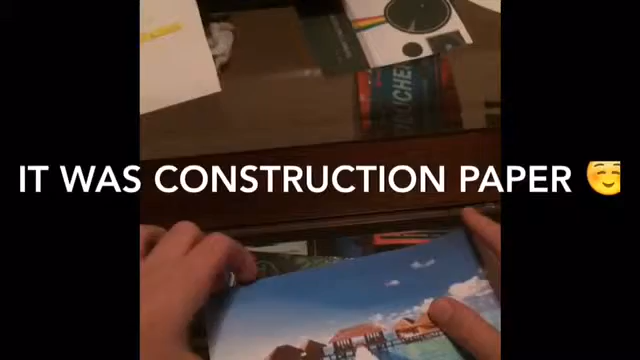 IT WAS CONSTRUCTION PAPER ☺️